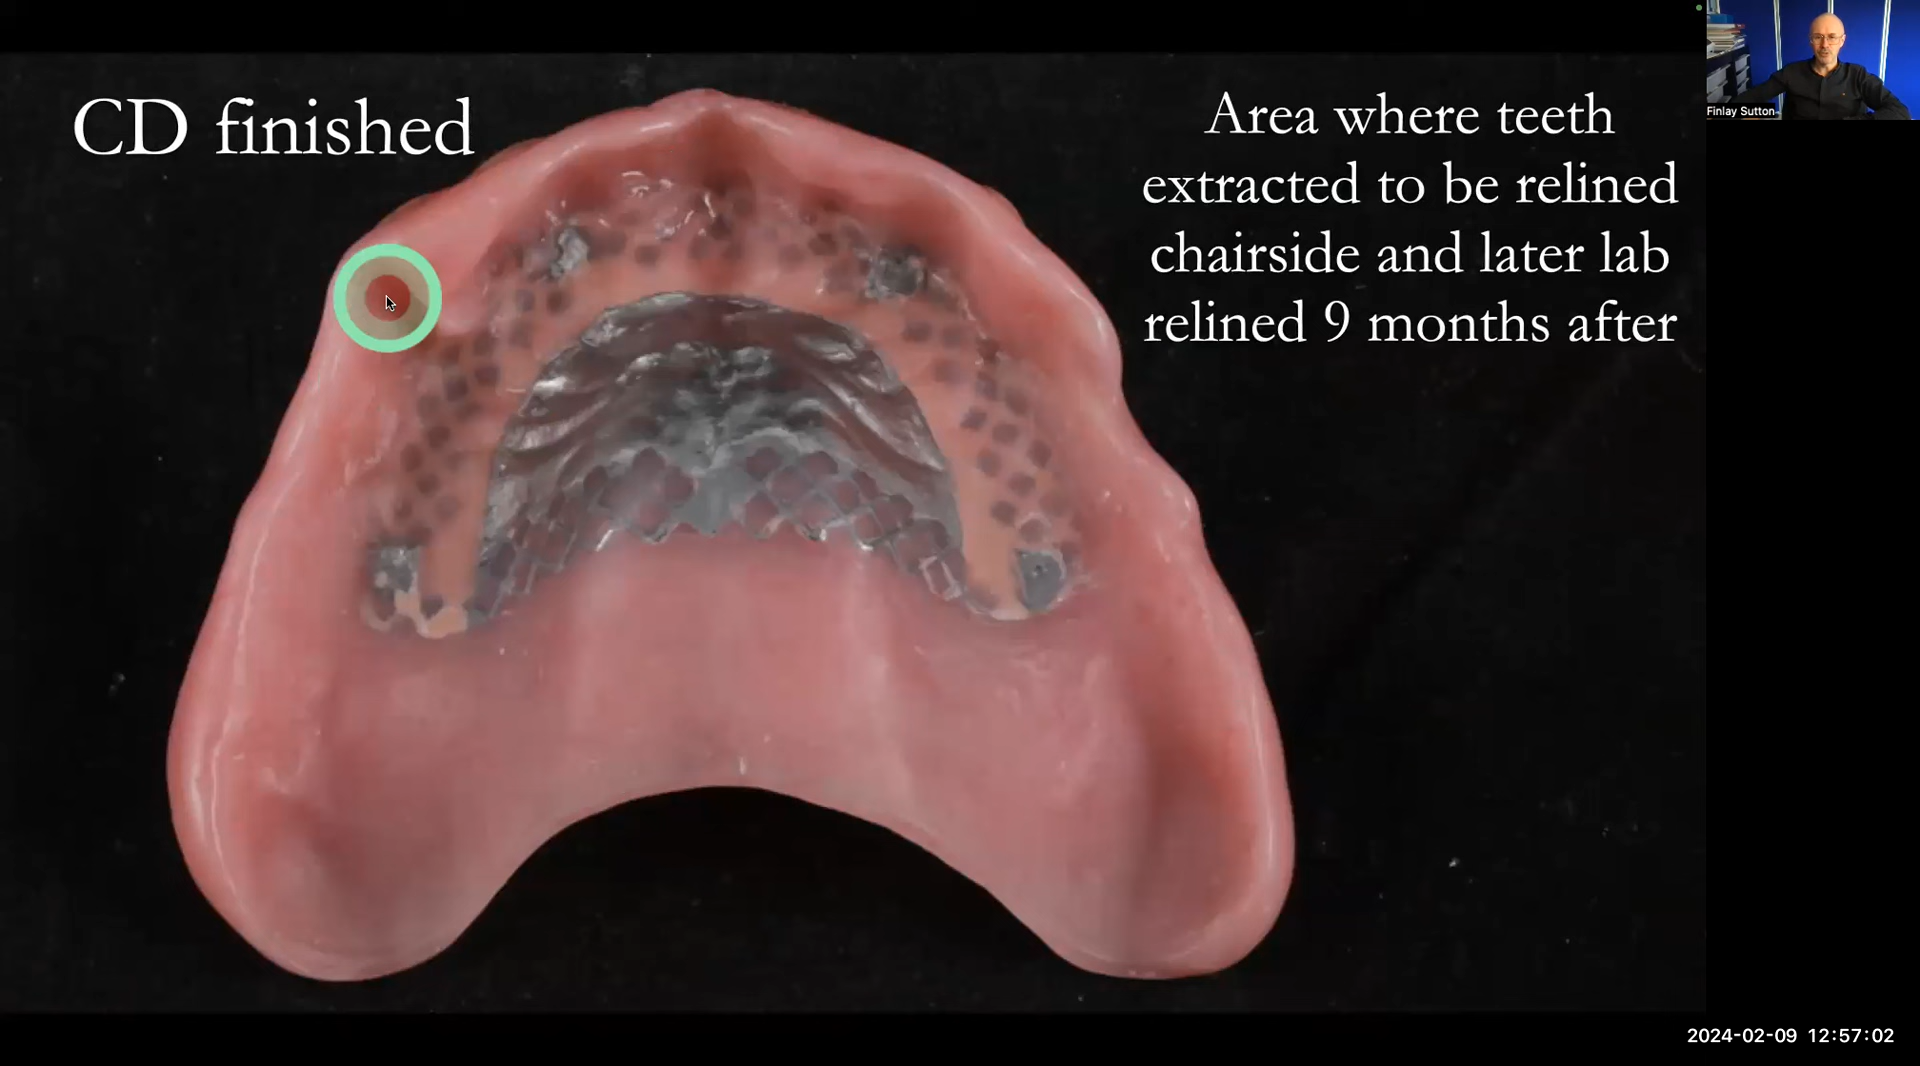 CD finished
Area where teeth
extracted to be relined
chairside and later lab
relined 9 months after
Finlay Sutton
2024-02-09 12:57:02